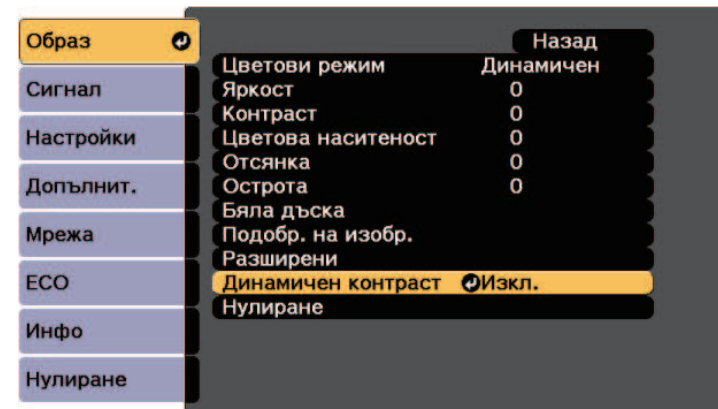 Образ
Сигнал
Настройки
Допълнит.
Мрежа
ECO
Инфо
Нулиране
Назад
Цветови режим Динамичен
Яркост 0
Контраст 0
Цветова наситеност 0
Отсянка 0
Острота 0
Бяла дъска
Подобр. на изобр.
Разширени
Динамичен контраст Изкл.
Нулиране